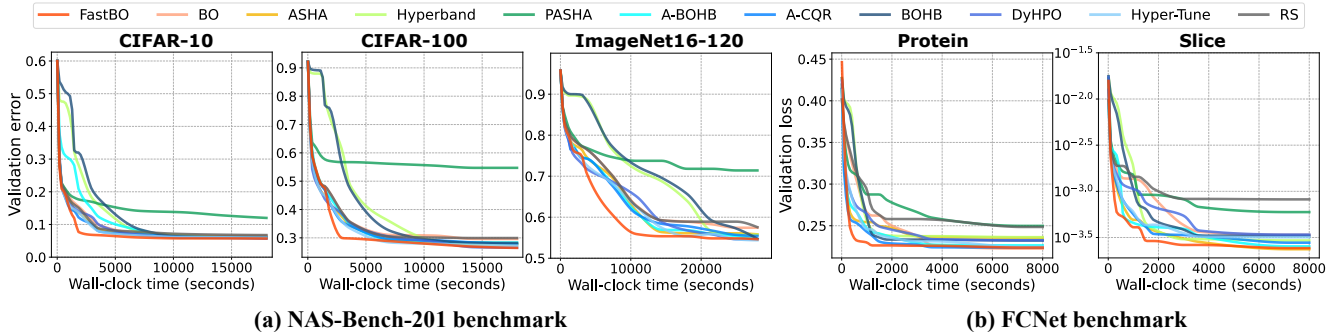 FastBO BO ASHA Hyperband PASHA A-BOHB A-CQR BOHB DyHPO Hyper-Tune RS
CIFAR-10 CIFAR-100 ImageNet16-120 Protein Slice
Validation error
0.6
0.5
0.4
0.3
0.2
0.1
0.0
0 5000 10000 15000
Wall-clock time (seconds)
0.9
0.8
0.7
0.6
0.5
0.4
0.3
0 5000 10000 15000
Wall-clock time (seconds)
0.9
0.8
0.7
0.6
0.5
0 10000 20000
Wall-clock time (seconds)
Validation loss
0.45
0.40
0.35
0.30
0.25
0 2000 4000 6000 8000
Wall-clock time (seconds)
10−1.5
10−2.0
10−2.5
10−3.0
10−3.5
0 2000 4000 6000 8000
Wall-clock time (seconds)
(a) NAS-Bench-201 benchmark
(b) FCNet benchmark